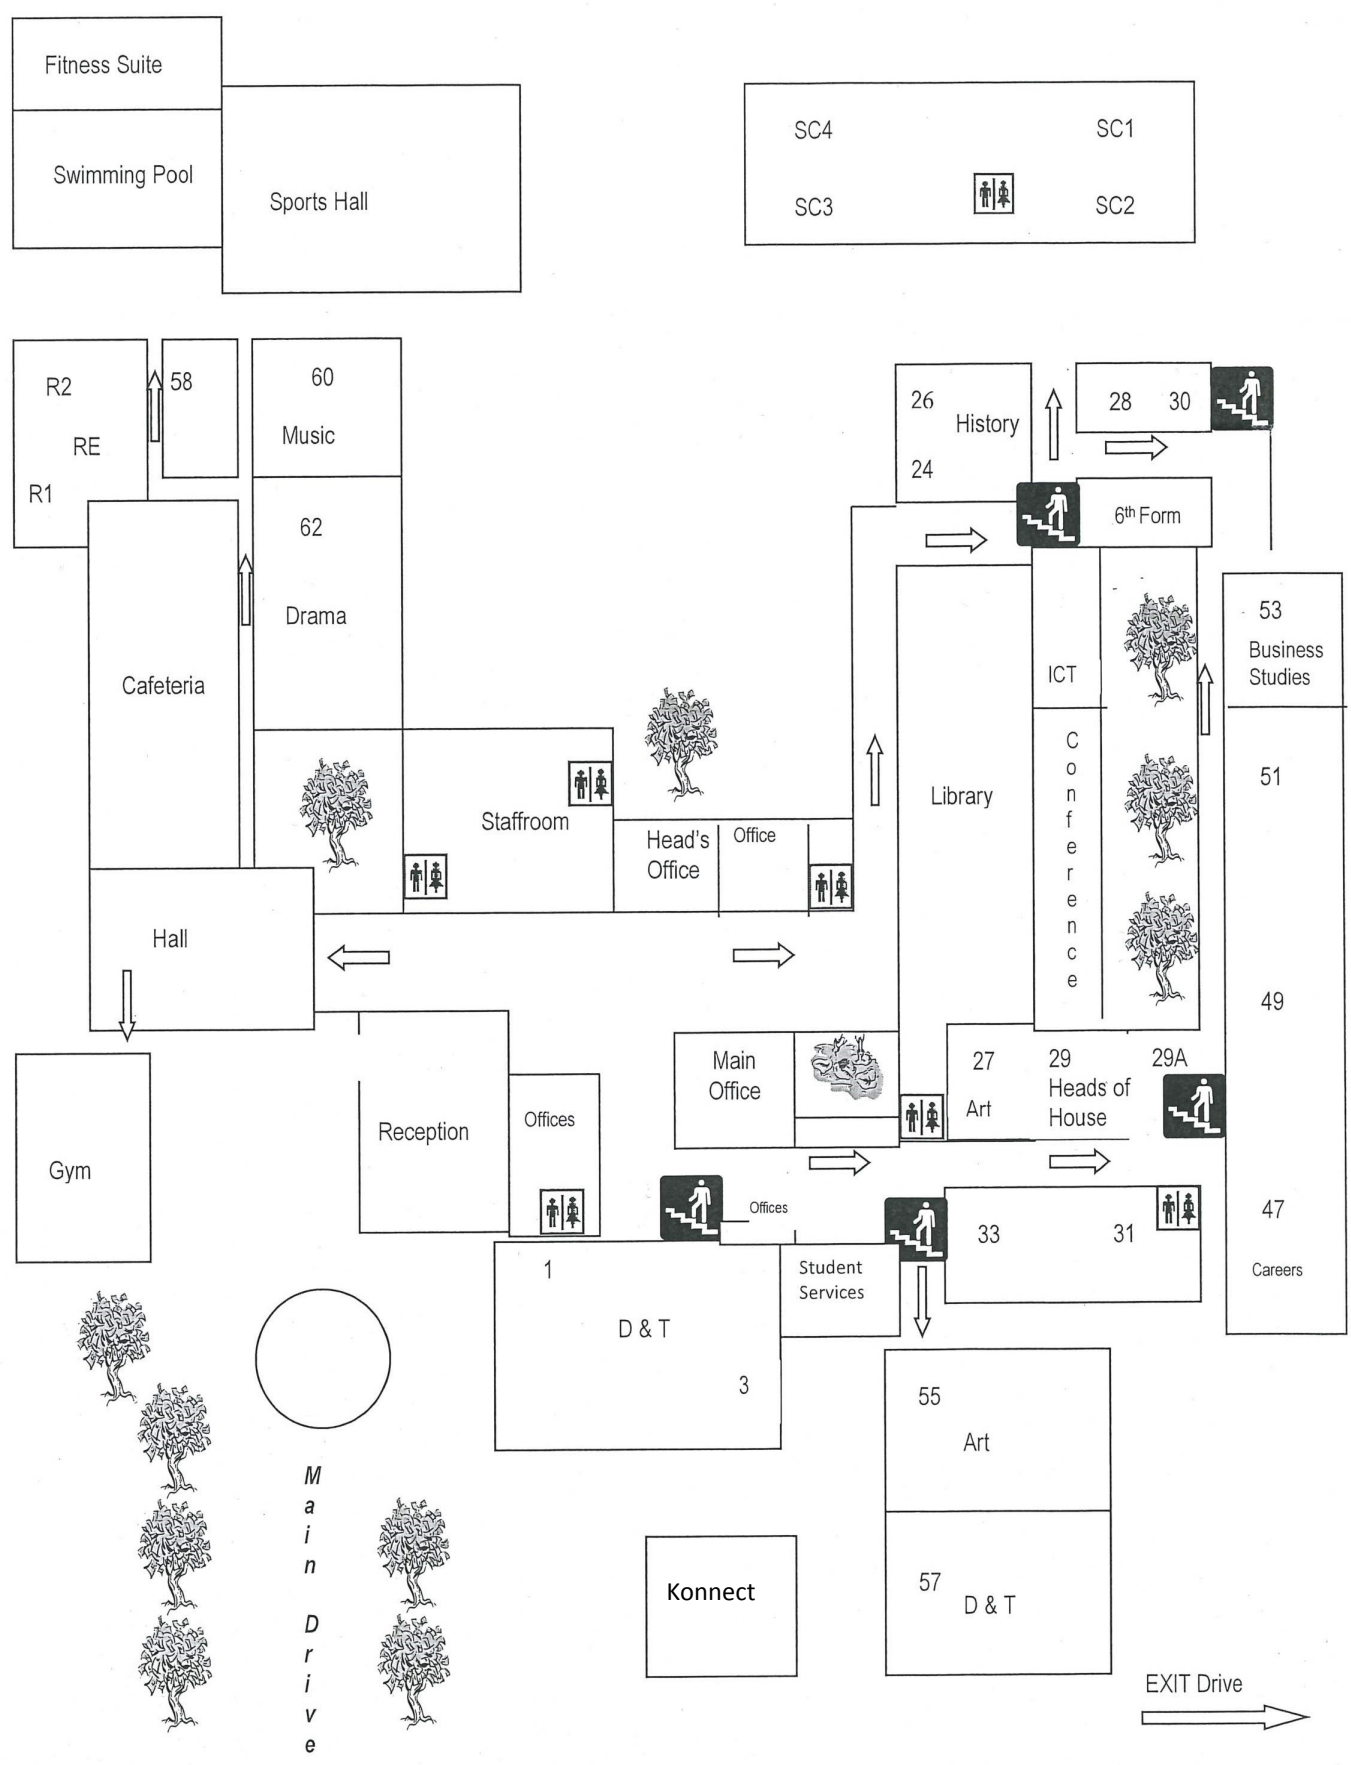 Fitness Suite
Swimming Pool
Sports Hall
SC4
SC1
SC3
SC2
R2
RE
R1
58
60
Music
62
Drama
Cafeteria
26
History
24
28
30
6th Form
53
Business
Studies
ICT
Conference
Library
51
49
47
Careers
Staffroom
Head's
Office
Office
Hall
Gym
Reception
Offices
Main
Office
27
Art
29
Heads of
House
29A
Offices
33
31
1
D & T
3
Student
Services
55
Art
57
D & T
Konnect
Main Drive
EXIT Drive